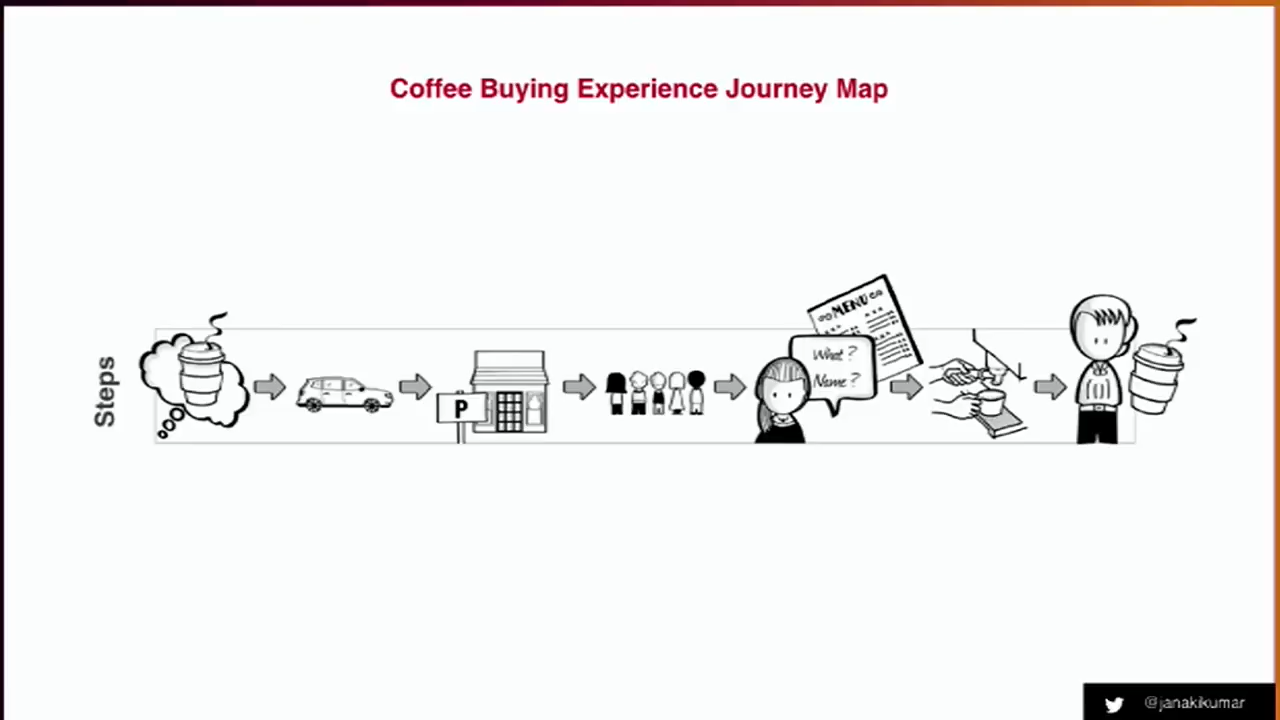 Coffee Buying Experience Journey Map
Steps
P
MENU
What ?
Name ?
@janakikumar